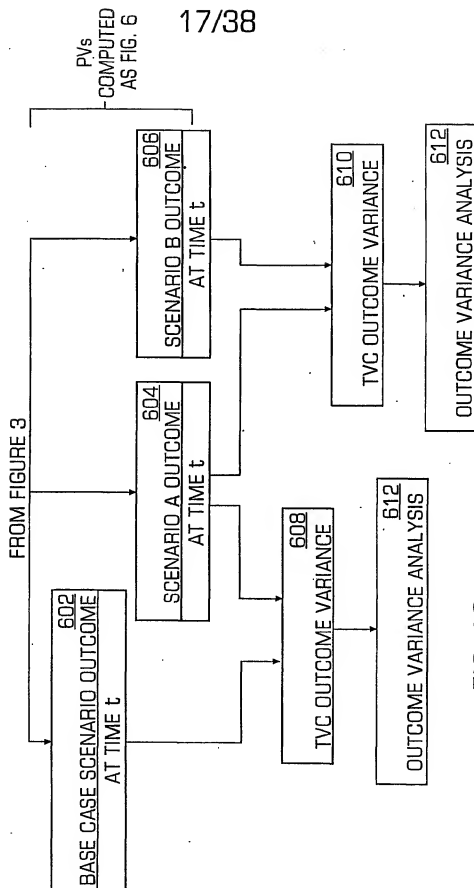 17/38
FROM FIGURE 3
PVs
COMPUTED
AS FIG. 6
602
BASE CASE SCENARIO OUTCOME
AT TIME t
604
SCENARIO A OUTCOME
AT TIME t
606
SCENARIO B OUTCOME
AT TIME t
608
TVC OUTCOME VARIANCE
610
TVC OUTCOME VARIANCE
612
OUTCOME VARIANCE ANALYSIS
612
OUTCOME VARIANCE ANALYSIS